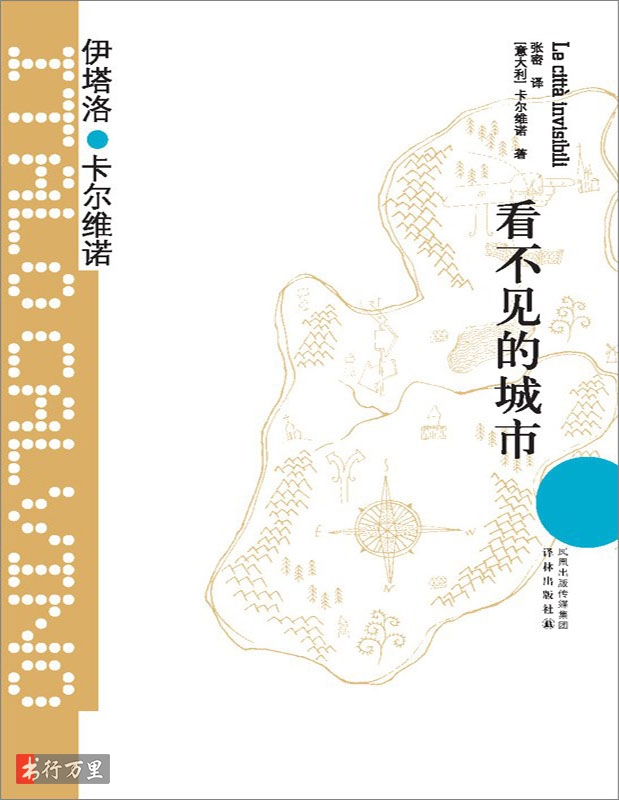 伊塔洛●卡尔维诺
ITALO CALVINO
Le città invisibili
[意大利]卡尔维诺 著
张密 译
看不见的城市
凤凰出版传媒集团
译林出版社
书行万里